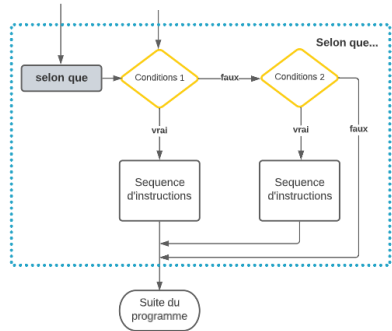 Selon que...
selon que
Conditions 1
faux
Conditions 2
vrai
vrai
faux
Sequence
d'instructions
Sequence
d'instructions
Suite du
programme